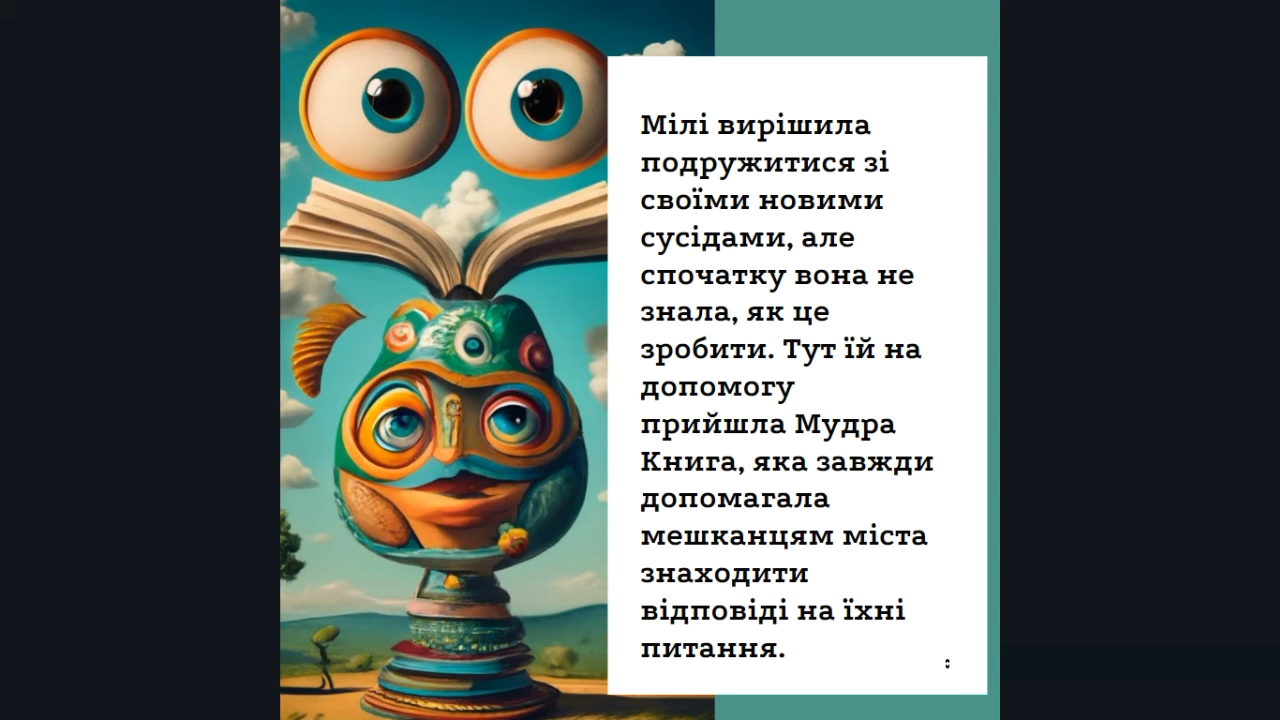 Мілі вирішила
подружитися зі
своїми новими
сусідами, але
спочатку вона не
знала, як це
зробити. Тут їй на
допомогу
прийшла Мудра
Книга, яка завжди
допомагала
мешканцям міста
знаходити
відповіді на їхні
питання.